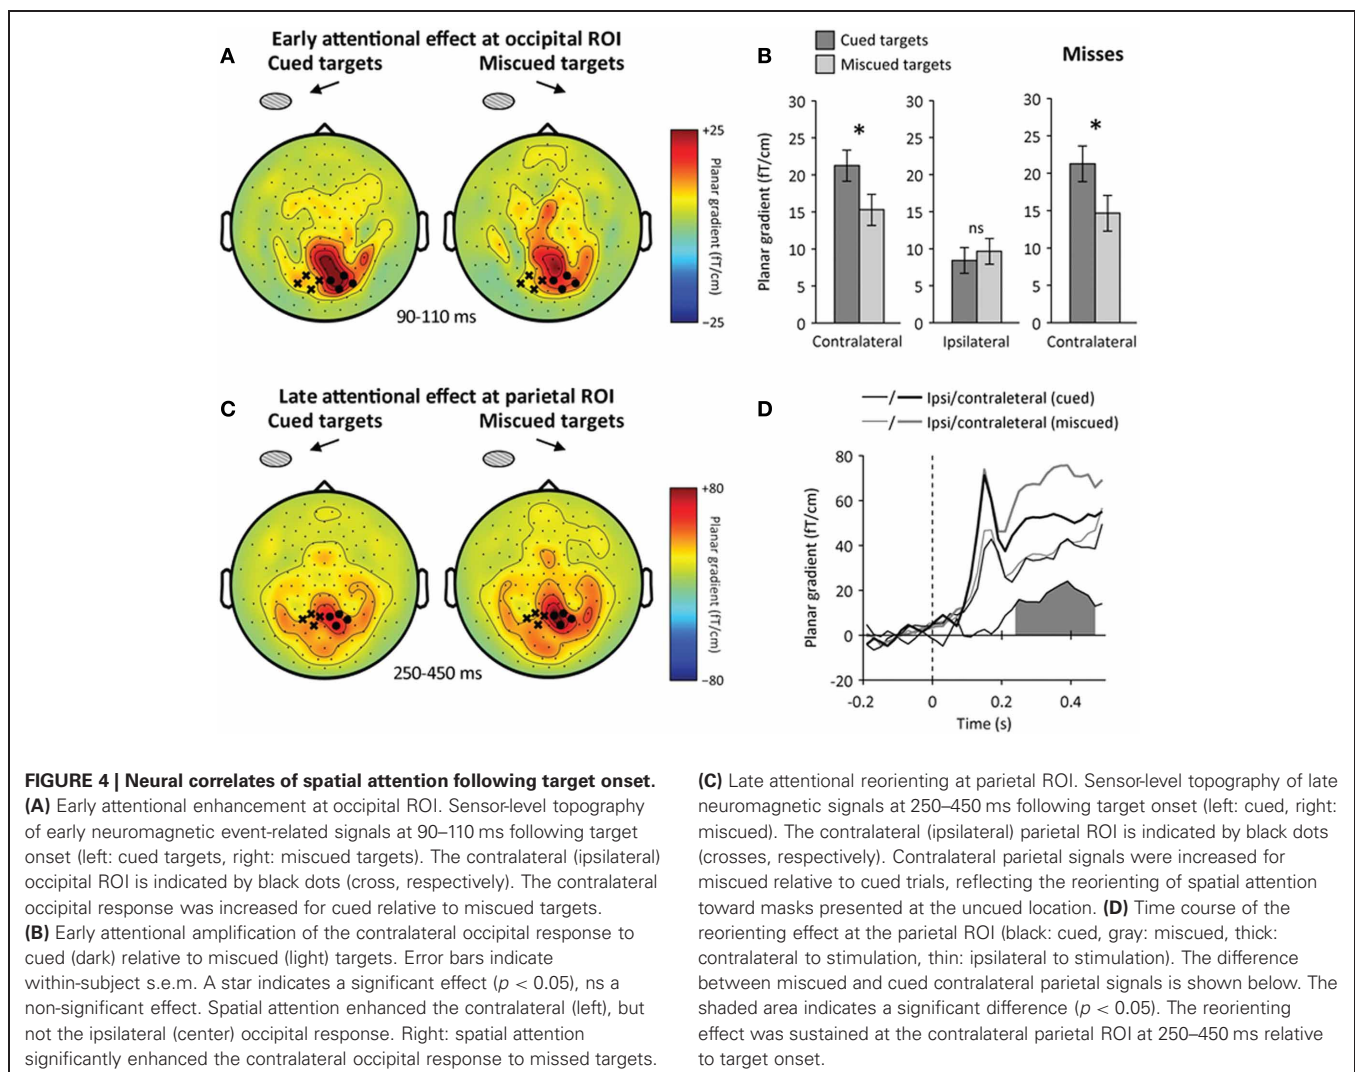 A
Early attentional effect at occipital ROI
Cued targets
Miscued targets
+25
Planar gradient (fT/cm)
−25
90-110 ms
B
Cued targets
Miscued targets
Misses
Planar gradient (fT/cm)
30
25
20
15
10
5
0
*
Contralateral
30
25
20
15
10
5
0
ns
Ipsilateral
30
25
20
15
10
5
0
*
Contralateral
C
Late attentional effect at parietal ROI
Cued targets
Miscued targets
+80
Planar gradient (fT/cm)
−80
250-450 ms
D
Ipsi/contraleteral (cued)
Ipsi/contraleteral (miscued)
Planar gradient (fT/cm)
80
60
40
20
0
-20
-0.2
0
0.2
0.4
Time (s)
FIGURE 4 | Neural correlates of spatial attention following target onset.
(A) Early attentional enhancement at occipital ROI. Sensor-level topography
of early neuromagnetic event-related signals at 90–110 ms following target
onset (left: cued targets, right: miscued targets). The contralateral (ipsilateral)
occipital ROI is indicated by black dots (cross, respectively). The contralateral
occipital response was increased for cued relative to miscued targets.
(B) Early attentional amplification of the contralateral occipital response to
cued (dark) relative to miscued (light) targets. Error bars indicate
within-subject s.e.m. A star indicates a significant effect (p < 0.05), ns a
non-significant effect. Spatial attention enhanced the contralateral (left), but
not the ipsilateral (center) occipital response. Right: spatial attention
significantly enhanced the contralateral occipital response to missed targets.
(C) Late attentional reorienting at parietal ROI. Sensor-level topography of late
neuromagnetic signals at 250–450 ms following target onset (left: cued, right:
miscued). The contralateral (ipsilateral) parietal ROI is indicated by black dots
(crosses, respectively). Contralateral parietal signals were increased for
miscued relative to cued trials, reflecting the reorienting of spatial attention
toward masks presented at the uncued location. (D) Time course of the
reorienting effect at the parietal ROI (black: cued, gray: miscued, thick:
contralateral to stimulation, thin: ipsilateral to stimulation). The difference
between miscued and cued contralateral parietal signals is shown below. The
shaded area indicates a significant difference (p < 0.05). The reorienting
effect was sustained at the contralateral parietal ROI at 250–450 ms relative
to target onset.